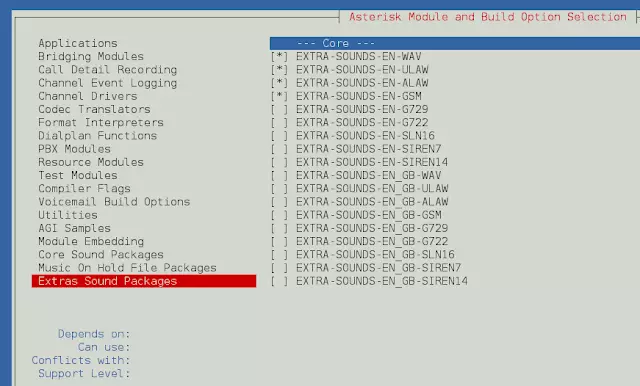 Asterisk Module and Build Option Selection
Applications --- Core ---
Bridging Modules [*] EXTRA-SOUNDS-EN-WAV
Call Detail Recording [*] EXTRA-SOUNDS-EN-ULAW
Channel Event Logging [*] EXTRA-SOUNDS-EN-ALAW
Channel Drivers [*] EXTRA-SOUNDS-EN-GSM
Codec Translators [ ] EXTRA-SOUNDS-EN-G729
Format Interpreters [ ] EXTRA-SOUNDS-EN-G722
Dialplan Functions [ ] EXTRA-SOUNDS-EN-SLN16
PBX Modules [ ] EXTRA-SOUNDS-EN-SIREN7
Resource Modules [ ] EXTRA-SOUNDS-EN-SIREN14
Test Modules [ ] EXTRA-SOUNDS-EN_GB-WAV
Compiler Flags [ ] EXTRA-SOUNDS-EN_GB-ULAW
Voicemail Build Options [ ] EXTRA-SOUNDS-EN_GB-ALAW
Utilities [ ] EXTRA-SOUNDS-EN_GB-GSM
AGI Samples [ ] EXTRA-SOUNDS-EN_GB-G729
Module Embedding [ ] EXTRA-SOUNDS-EN_GB-G722
Core Sound Packages [ ] EXTRA-SOUNDS-EN_GB-SLN16
Music On Hold File Packages [ ] EXTRA-SOUNDS-EN_GB-SIREN7
Extras Sound Packages [ ] EXTRA-SOUNDS-EN_GB-SIREN14
Depends on:
Can use:
Conflicts with:
Support Level: